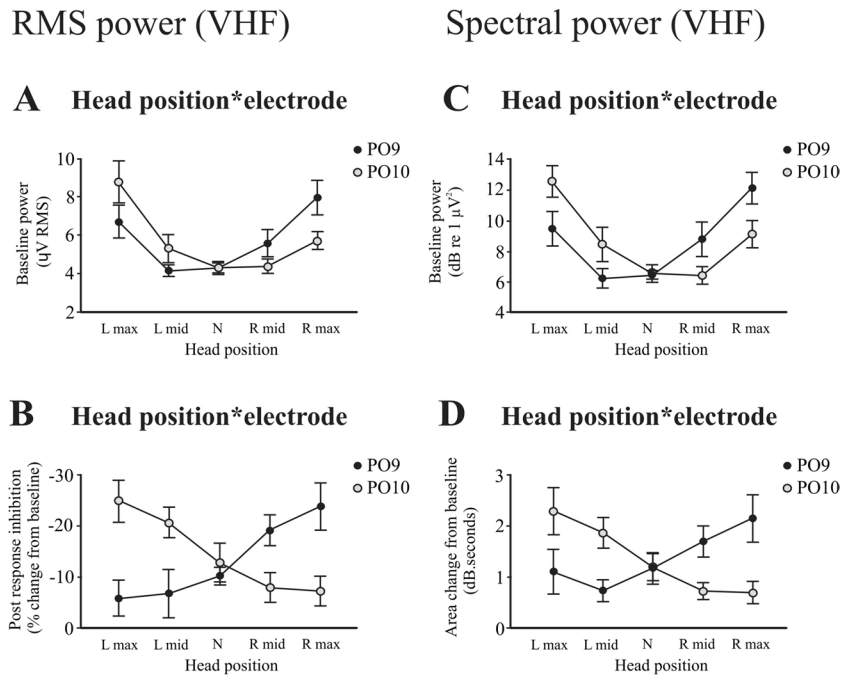 RMS power (VHF)
Spectral power (VHF)
A Head position*electrode
PO9
PO10
Baseline power
(μV RMS)
10
8
6
4
2
L max L mid N R mid R max
Head position
C Head position*electrode
PO9
PO10
Baseline power
(dB re 1 µV²)
14
12
10
8
6
4
L max L mid N R mid R max
Head position
B Head position*electrode
PO9
PO10
Post response inhibition
(% change from baseline)
-30
-20
-10
0
L max L mid N R mid R max
Head position
D Head position*electrode
PO9
PO10
Area change from baseline
(dB.seconds)
3
2
1
0
L max L mid N R mid R max
Head position